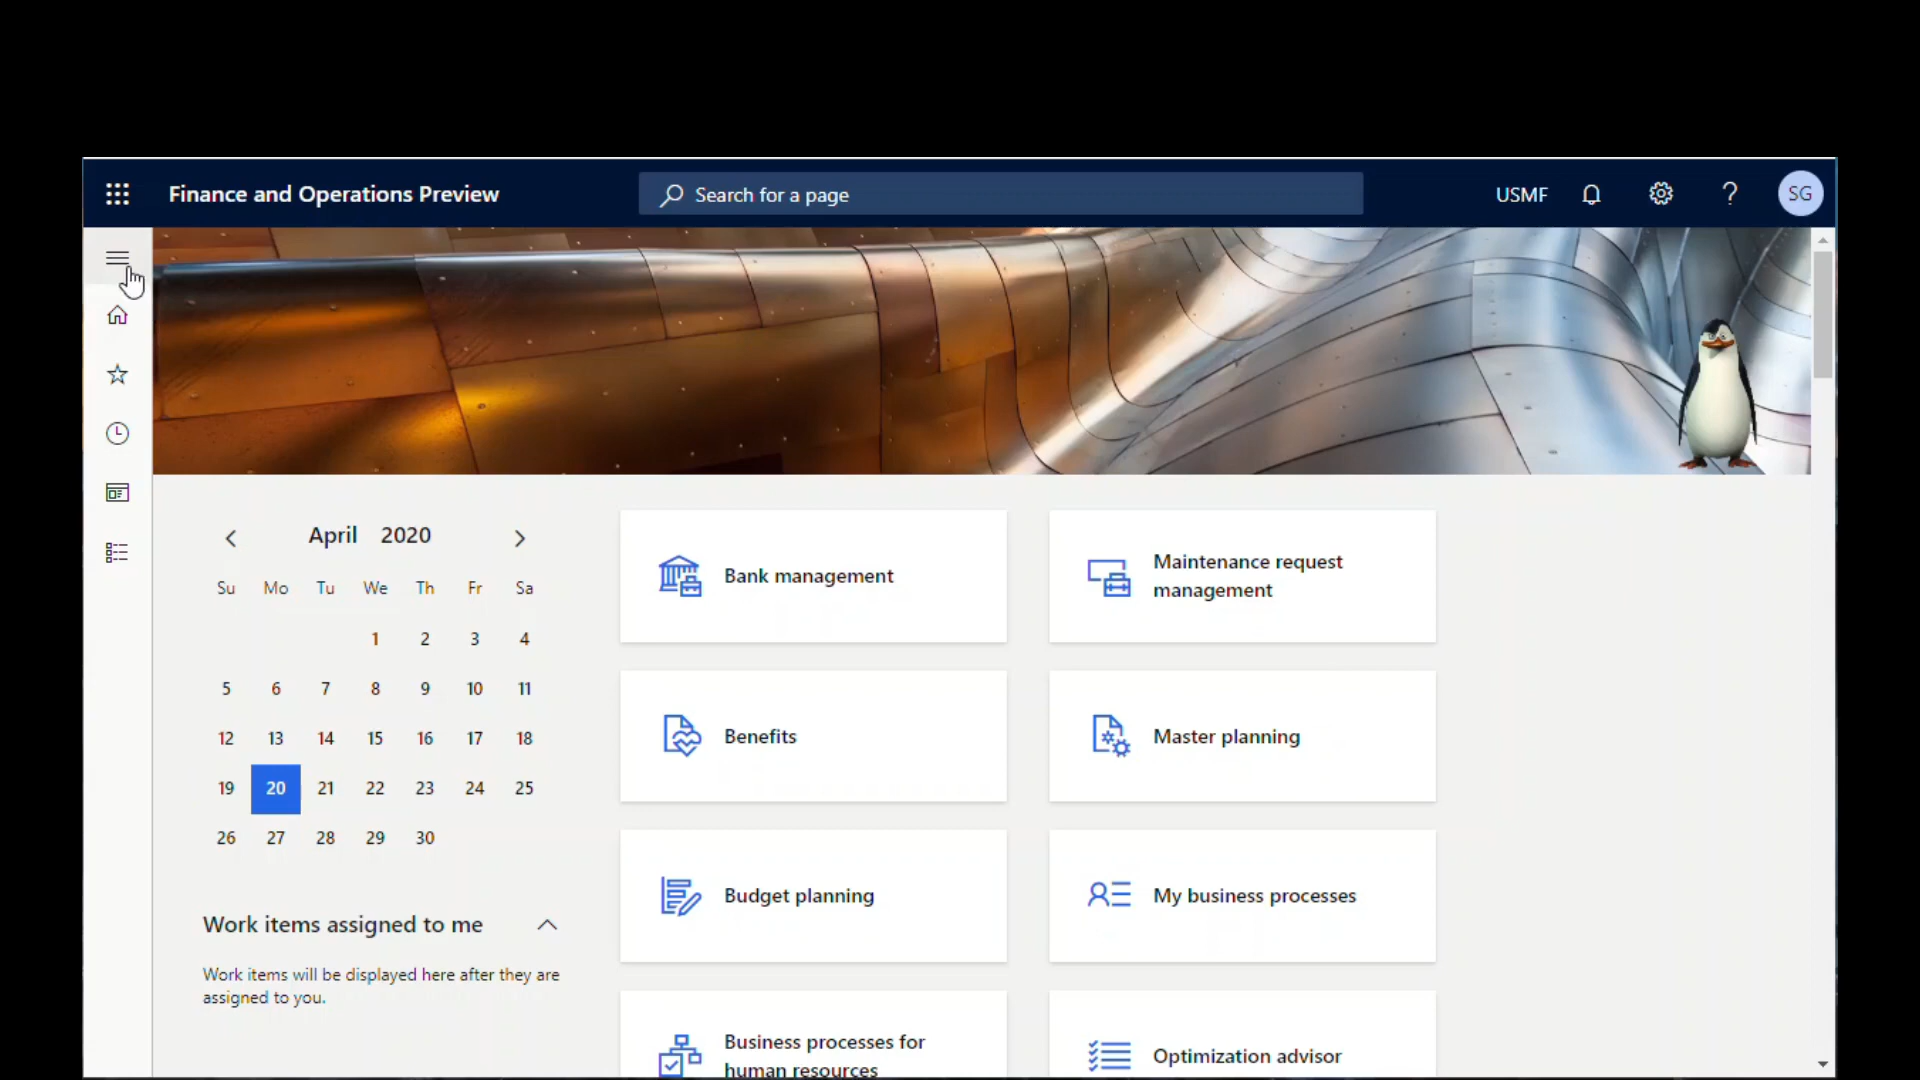 Finance and Operations Preview
Search for a page
USMF
SG
April 2020
Su Mo Tu We Th Fr Sa
1 2 3 4
5 6 7 8 9 10 11
12 13 14 15 16 17 18
19 20 21 22 23 24 25
26 27 28 29 30
Work items assigned to me
Work items will be displayed here after they are
assigned to you.
Bank management
Maintenance request
management
Benefits
Master planning
Budget planning
My business processes
Business processes for
human resources
Optimization advisor